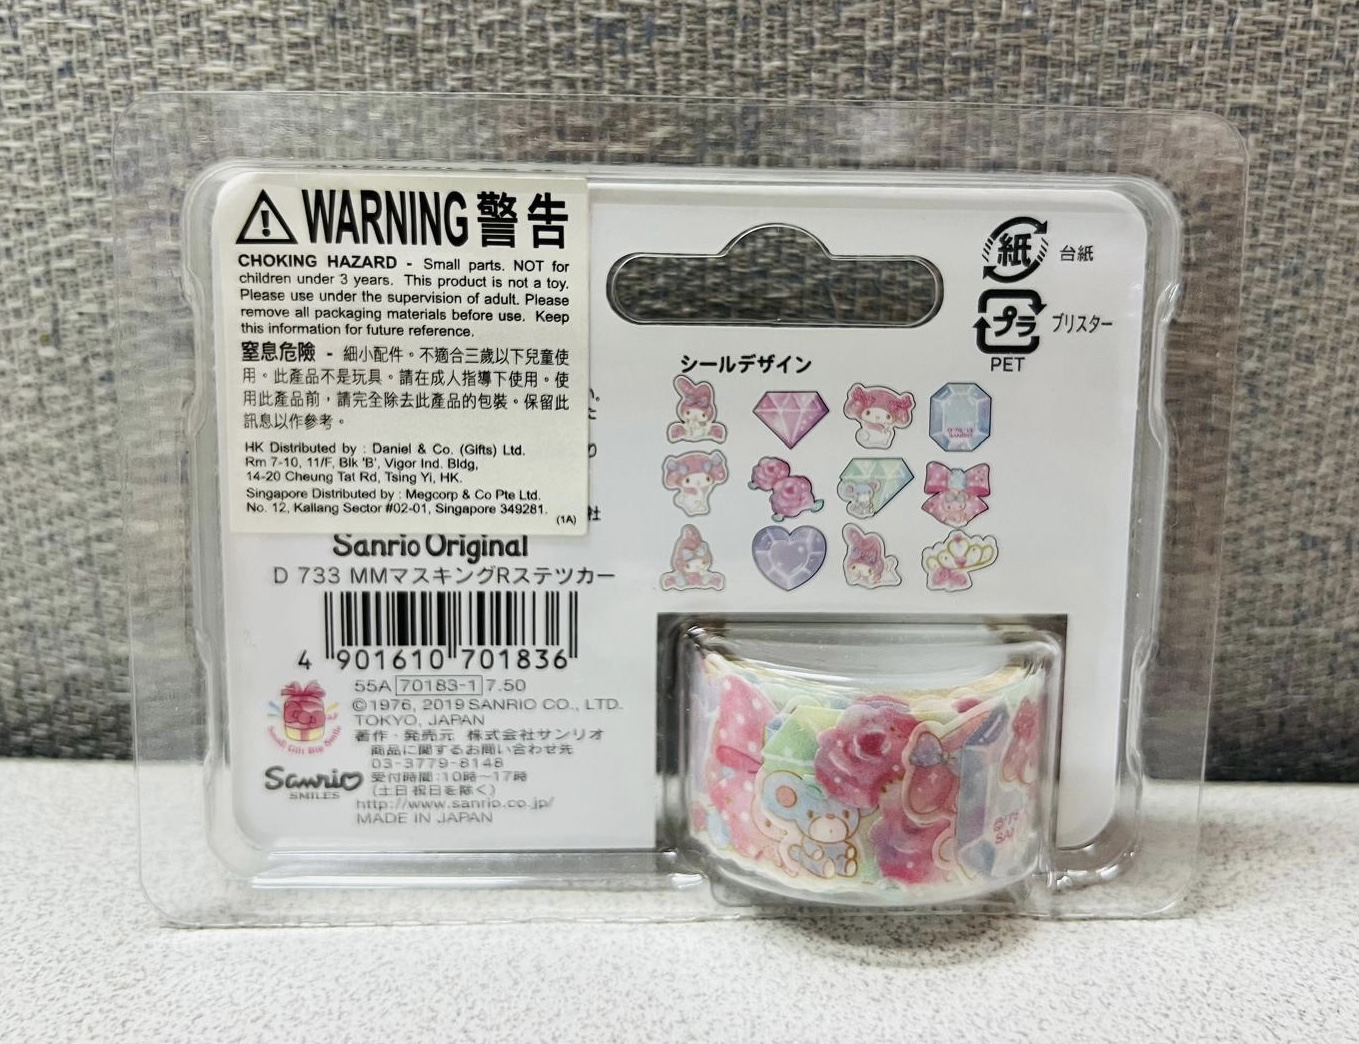 WARNING 警告
CHOKING HAZARD - Small parts. NOT for
children under 3 years. This product is not a toy.
Please use under the supervision of adult. Please
remove all packaging materials before use. Keep
this information for future reference.
窒息危險 - 細小配件。不適合三歲以下兒童使
用。此產品不是玩具。請在成人指導下使用。使
用此產品前，請完全除去此產品的包裝。保留此
訊息以作參考。
HK Distributed by : Daniel & Co. (Gifts) Ltd.
Rm 7-10, 11/F, Blk 'B', Vigor Ind. Bldg,
14-20 Cheung Tat Rd, Tsing Yi, HK.
Singapore Distributed by : Megcorp & Co Pte Ltd.
No. 12, Kallang Sector #02-01, Singapore 349281.
(1A)
社
Sanrio Original
D 733 MMマスキングRステツカー
4 901610 701836
55A 70183-1 7.50
©1976, 2019 SANRIO CO., LTD.
TOKYO, JAPAN
著作・発売元 株式会社サンリオ
商品に関するお問い合わせ先
03-3779-8148
受付時間:10時〜17時
(土日祝日を除く)
http://www.sanrio.co.jp/
MADE IN JAPAN
Small Gift Big Smile
Sanrio
SMILES
紙 台紙
プラ ブリスター
PET
シールデザイン